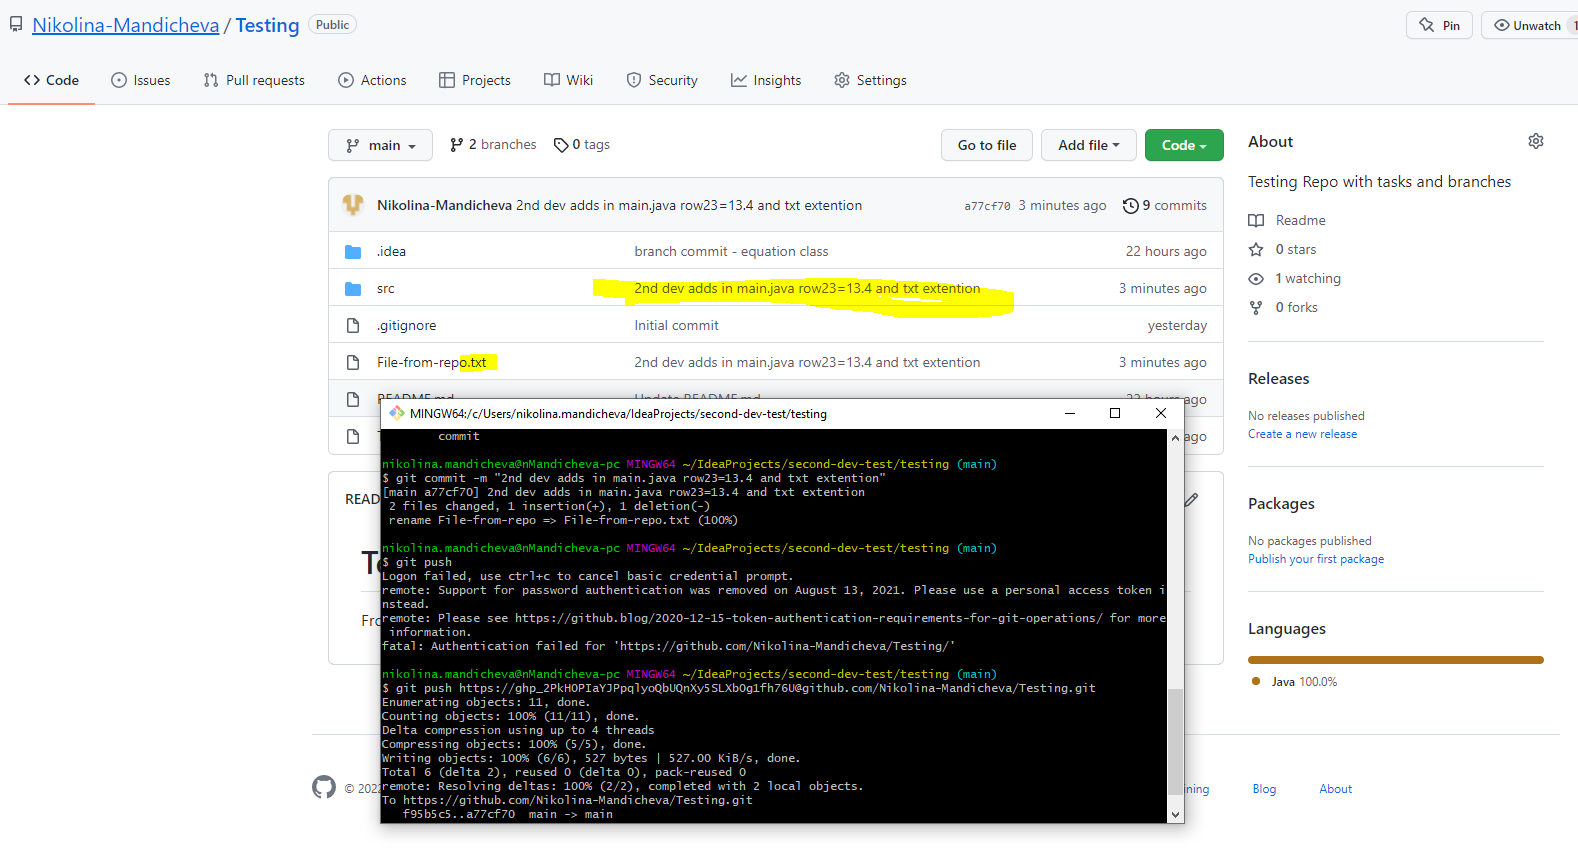 Nikolina-Mandicheva / Testing Public
Pin Unwatch 1
Code Issues Pull requests Actions Projects Wiki Security Insights Settings
main 2 branches 0 tags Go to file Add file Code
Nikolina-Mandicheva 2nd dev adds in main.java row23=13.4 and txt extention a77cf70 3 minutes ago 9 commits
.idea branch commit - equation class 22 hours ago
src 2nd dev adds in main.java row23=13.4 and txt extention 3 minutes ago
.gitignore Initial commit yesterday
File-from-repo.txt 2nd dev adds in main.java row23=13.4 and txt extention 3 minutes ago
README.md Update README.md hours ago
ago
READ
Fro
About
Testing Repo with tasks and branches
Readme
0 stars
1 watching
0 forks
Releases
No releases published
Create a new release
Packages
No packages published
Publish your first package
Languages
Java 100.0%
MINGW64:/c/Users/nikolina.mandicheva/IdeaProjects/second-dev-test/testing
commit
nikolina.mandicheva@nMandicheva-pc MINGW64 ~/IdeaProjects/second-dev-test/testing (main)
$ git commit -m "2nd dev adds in main.java row23=13.4 and txt extention"
[main a77cf70] 2nd dev adds in main.java row23=13.4 and txt extention
2 files changed, 1 insertion(+), 1 deletion(-)
rename File-from-repo => File-from-repo.txt (100%)
nikolina.mandicheva@nMandicheva-pc MINGW64 ~/IdeaProjects/second-dev-test/testing (main)
$ git push
Logon failed, use ctrl+c to cancel basic credential prompt.
remote: Support for password authentication was removed on August 13, 2021. Please use a personal access token i
nstead.
remote: Please see https://github.blog/2020-12-15-token-authentication-requirements-for-git-operations/ for more
information.
fatal: Authentication failed for 'https://github.com/Nikolina-Mandicheva/Testing/'
nikolina.mandicheva@nMandicheva-pc MINGW64 ~/IdeaProjects/second-dev-test/testing (main)
$ git push https://@github.com/Nikolina-Mandicheva/Testing.git
Enumerating objects: 11, done.
Counting objects: 100% (11/11), done.
Delta compression using up to 4 threads
Compressing objects: 100% (5/5), done.
Writing objects: 100% (6/6), 527 bytes | 527.00 KiB/s, done.
Total 6 (delta 2), reused 0 (delta 0), pack-reused 0
remote: Resolving deltas: 100% (2/2), completed with 2 local objects.
To https://github.com/Nikolina-Mandicheva/Testing.git
f95b5c5..a77cf70 main -> main
© 202 ining Blog About